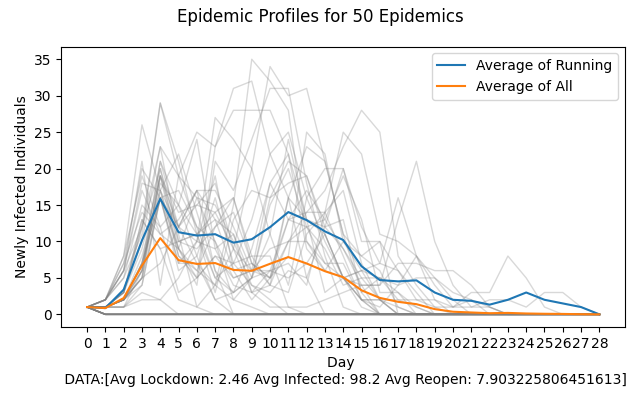 Epidemic Profiles for 50 Epidemics
35
30
25
20
15
10
5
0
Newly Infected Individuals
Average of Running
Average of All
0 1 2 3 4 5 6 7 8 9 10 11 12 13 14 15 16 17 18 19 20 21 22 23 24 25 26 27 28
Day
DATA:[Avg Lockdown: 2.46 Avg Infected: 98.2 Avg Reopen: 7.903225806451613]